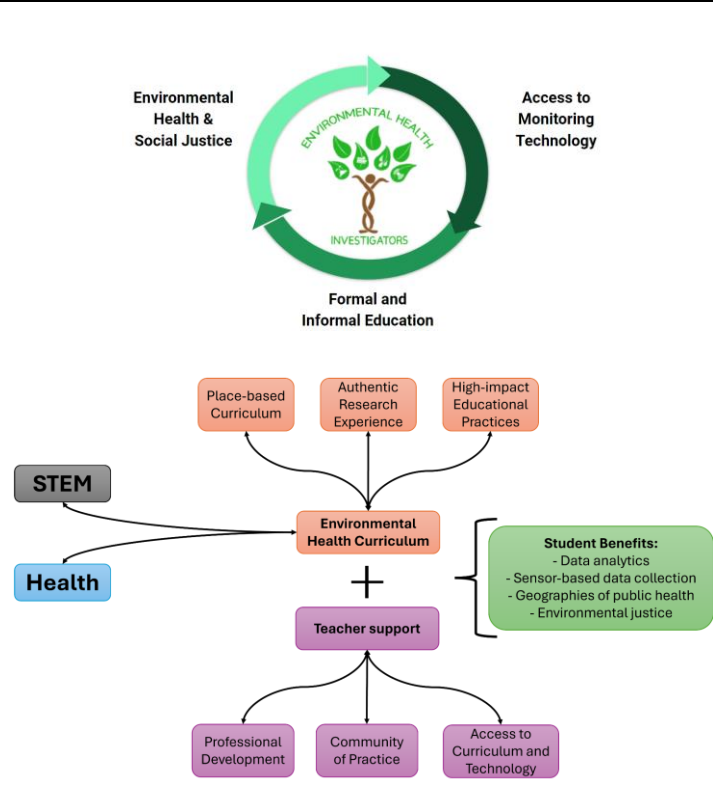 Environmental
Health &
Social Justice
Access to
Monitoring
Technology
ENVIRONMENTAL HEALTH
INVESTIGATORS
Formal and
Informal Education
Place-based
Curriculum
Authentic
Research
Experience
High-impact
Educational
Practices
STEM
Health
Environmental
Health Curriculum
+
Teacher support
Student Benefits:
- Data analytics
- Sensor-based data collection
- Geographies of public health
- Environmental justice
Professional
Development
Community
of Practice
Access to
Curriculum and
Technology